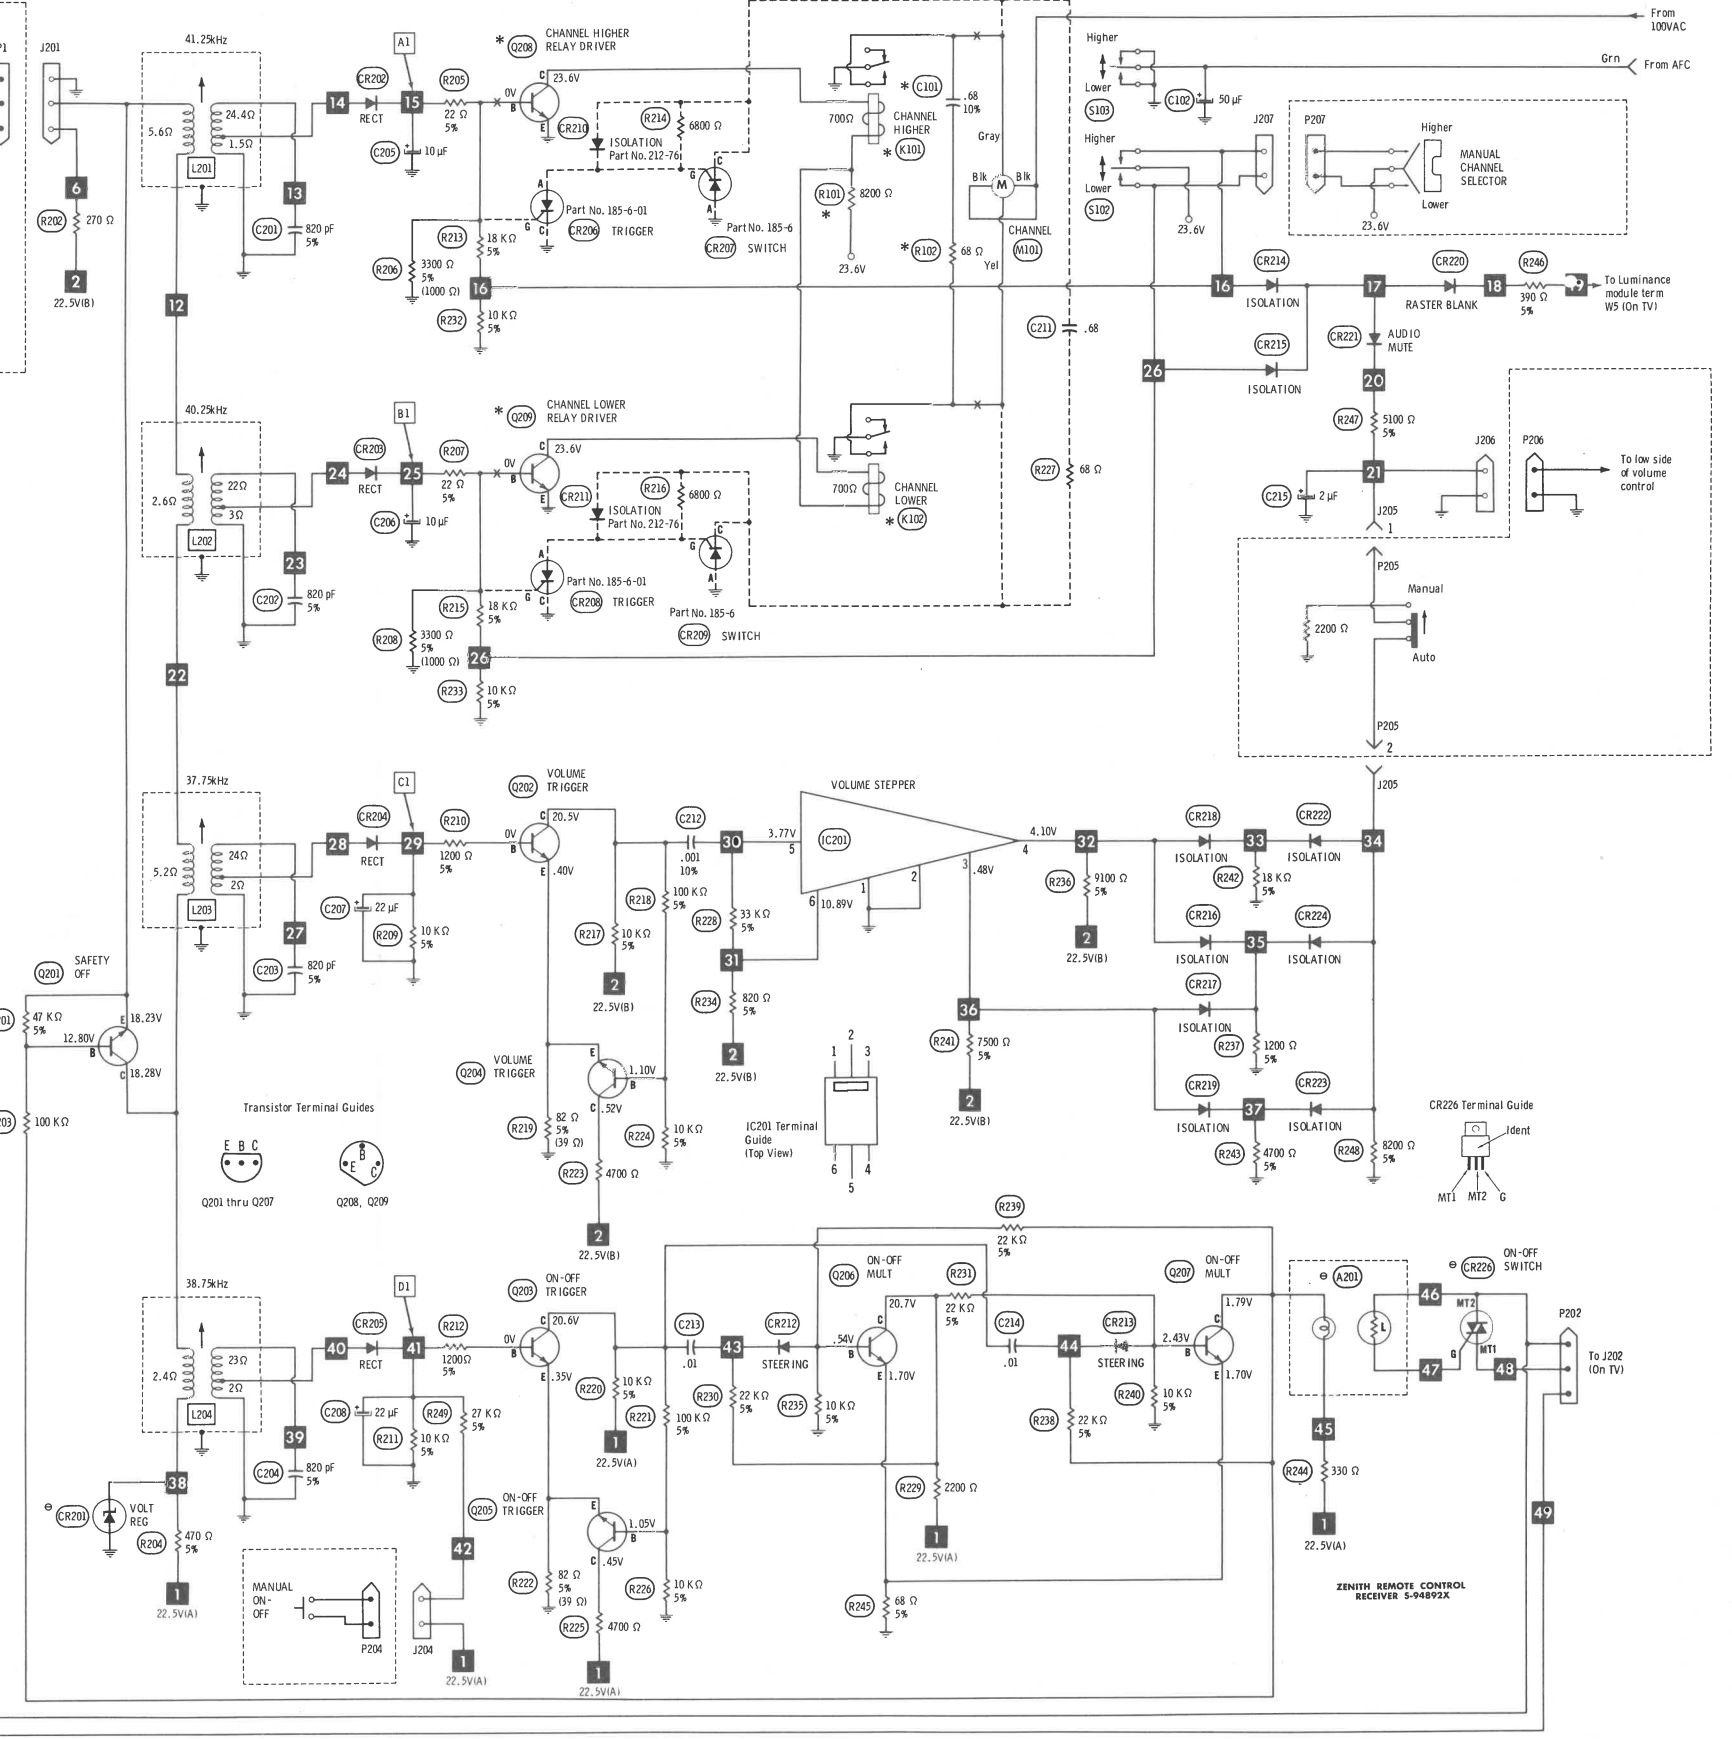 From
100VAC
Grn
From AFC
P1
J201
41.25kHz
A1
* Q208
CHANNEL HIGHER
RELAY DRIVER
C
23.6V
0V
B
E
5.6Ω
24.4Ω
1.5Ω
L201
14
CR202
RECT
15
R205
22 Ω
5%
C205
+
10 µF
CR210
ISOLATION
Part No. 212-76
R214
6800 Ω
C
G
A
A
G
C
Part No. 185-6-01
CR206 TRIGGER
Part No. 185-6
CR207 SWITCH
700Ω
CHANNEL
HIGHER
* K101
* C101
.68
10%
Gray
R101
8200 Ω
*
23.6V
* R102
68 Ω
Yel
Blk
M
Blk
CHANNEL
M101
Higher
Lower
S103
C102
+
50 µF
Higher
Lower
S102
23.6V
J207
P207
Higher
Lower
MANUAL
CHANNEL
SELECTOR
23.6V
6
R202
270 Ω
2
22.5V(B)
12
13
C201
820 pF
5%
R206
3300 Ω
5%
(1000 Ω)
R213
18 KΩ
5%
16
R232
10 KΩ
5%
16
CR214
ISOLATION
17
CR220
RASTER BLANK
18
R246
390 Ω
5%
To Luminance
module term
W5 (On TV)
C211
.68
CR215
ISOLATION
26
CR221
AUDIO
MUTE
20
R247
5100 Ω
5%
21
C215
+
2 µF
J205
1
J206
P206
To low side
of volume
control
40.25kHz
B1
* Q209
CHANNEL LOWER
RELAY DRIVER
C
23.6V
0V
B
E
2.6Ω
22Ω
3Ω
L202
24
CR203
RECT
25
R207
22 Ω
5%
C206
+
10 µF
CR211
ISOLATION
Part No. 212-76
R216
6800 Ω
C
G
A
A
G
C
Part No. 185-6-01
CR208 TRIGGER
Part No. 185-6
CR209 SWITCH
700Ω
CHANNEL
LOWER
* K102
R227
68 Ω
23
C202
820 pF
5%
R208
3300 Ω
5%
(1000 Ω)
R215
18 KΩ
5%
26
R233
10 KΩ
5%
22
P205
2200 Ω
Manual
Auto
P205
2
J205
37.75kHz
C1
Q202
VOLUME
TRIGGER
C
20.5V
0V
B
E
.40V
5.2Ω
24Ω
2Ω
L203
28
CR204
RECT
29
R210
1200 Ω
5%
C207
+
22 µF
R209
10 KΩ
5%
27
C203
820 pF
5%
C212
.001
10%
30
R218
100 KΩ
5%
R217
10 KΩ
5%
2
22.5V(B)
R228
33 KΩ
5%
31
R234
820 Ω
5%
2
22.5V(B)
VOLUME STEPPER
3.77V
5
IC201
6
10.89V
1
2
3
.48V
4.10V
4
32
R236
9100 Ω
5%
2
22.5V(B)
CR218
ISOLATION
33
CR222
ISOLATION
34
R242
18 KΩ
5%
CR216
ISOLATION
35
CR224
ISOLATION
CR217
ISOLATION
36
R241
7500 Ω
5%
2
22.5V(B)
R237
1200 Ω
5%
CR219
ISOLATION
37
CR223
ISOLATION
R243
4700 Ω
5%
R248
8200 Ω
5%
Q201
SAFETY
OFF
201
47 KΩ
5%
12.80V
B
E
18.23V
C
18.28V
203
100 KΩ
Transistor Terminal Guides
E B C
Q201 thru Q207
B
E
C
Q208, Q209
Q204
VOLUME
TRIGGER
E
1.10V
B
C
.52V
R219
82 Ω
5%
(39 Ω)
R223
4700 Ω
2
22.5V(B)
R224
10 KΩ
5%
1
2
3
6
5
4
IC201 Terminal
Guide
(Top View)
CR226 Terminal Guide
Ident
MT1
MT2
G
38.75kHz
D1
Q203
ON-OFF
TRIGGER
C
20.6V
0V
B
E
.35V
2.4Ω
23Ω
2Ω
L204
40
CR205
RECT
41
R212
1200Ω
5%
C208
+
22 µF
R211
10 KΩ
5%
R249
27 KΩ
5%
39
C204
820 pF
5%
38
CR201
VOLT
REG
R204
470 Ω
5%
1
22.5V(A)
MANUAL
ON-
OFF
P204
J204
42
1
22.5V(A)
Q205
ON-OFF
TRIGGER
E
1.05V
B
C
.45V
R222
82 Ω
5%
(39 Ω)
R225
4700 Ω
1
22.5V(A)
R226
10 KΩ
5%
R220
10 KΩ
5%
R221
100 KΩ
5%
1
22.5V(A)
C213
.01
43
CR212
STEERING
R230
22 KΩ
5%
R235
10 KΩ
5%
R239
22 KΩ
5%
Q206
ON-OFF
MULT
.54V
B
C
20.7V
E
1.70V
R231
22 KΩ
5%
C214
.01
44
CR213
STEERING
R238
22 KΩ
5%
R240
10 KΩ
5%
Q207
ON-OFF
MULT
2.43V
B
C
1.79V
E
1.70V
R229
2200 Ω
1
22.5V(A)
R245
68 Ω
5%
A201
L
45
R244
330 Ω
1
22.5V(A)
46
47
CR226
ON-OFF
SWITCH
MT2
G
MT1
48
P202
To J202
(On TV)
49
ZENITH REMOTE CONTROL
RECEIVER S-94892X